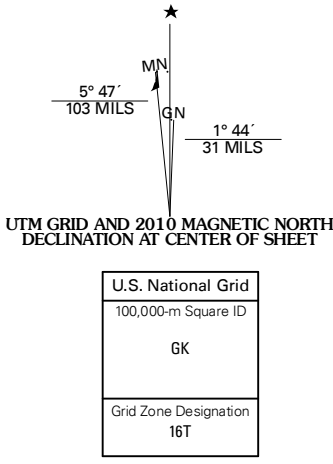 MN.
5° 47´
103 MILS
GN
1° 44´
31 MILS
UTM GRID AND 2010 MAGNETIC NORTH
DECLINATION AT CENTER OF SHEET
U.S. National Grid
100,000-m Square ID
GK
Grid Zone Designation
16T